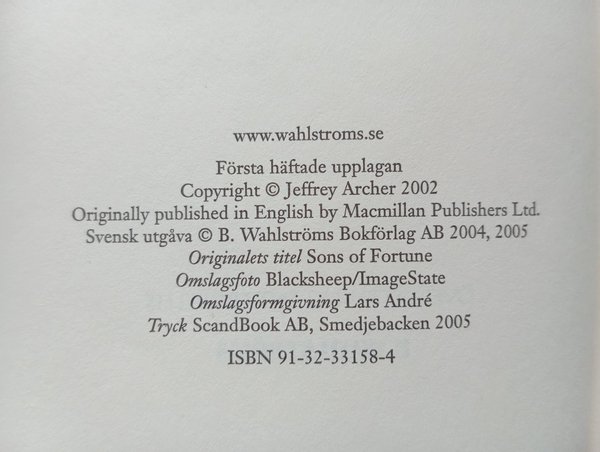 www.wahlstroms.se
Första häftade upplagan
Copyright © Jeffrey Archer 2002
Originally published in English by Macmillan Publishers Ltd.
Svensk utgåva © B. Wahlströms Bokförlag AB 2004, 2005
Originalets titel Sons of Fortune
Omslagsfoto Blacksheep/ImageState
Omslagsformgivning Lars André
Tryck ScandBook AB, Smedjebacken 2005
ISBN 91-32-33158-4